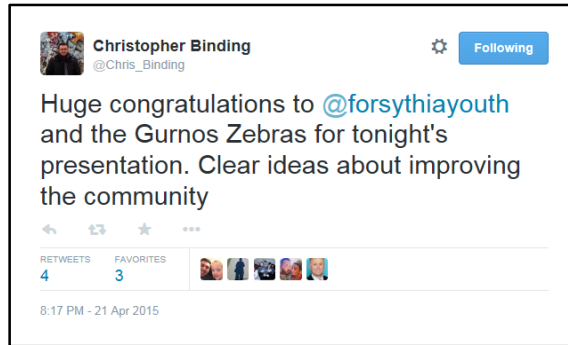 Christopher Binding
@Chris_Binding
Following
Huge congratulations to @forsythiayouth
and the Gurnos Zebras for tonight's
presentation. Clear ideas about improving
the community
RETWEETS FAVORITES
4 3
8:17 PM - 21 Apr 2015